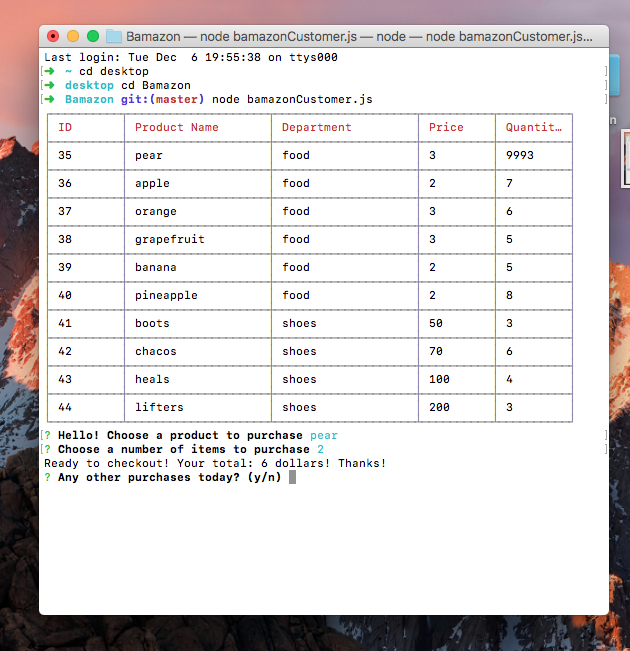 Bamazon — node bamazonCustomer.js — node — node bamazonCustomer.js...
Last login: Tue Dec  6 19:55:38 on ttys000
[➜  ~ cd desktop ]
[➜  desktop cd Bamazon ]
[➜  Bamazon git:(master) node bamazonCustomer.js ]
ID Product Name Department Price Quantit…
35 pear food 3 9993
36 apple food 2 7
37 orange food 3 6
38 grapefruit food 3 5
39 banana food 2 5
40 pineapple food 2 8
41 boots shoes 50 3
42 chacos shoes 70 6
43 heals shoes 100 4
44 lifters shoes 200 3
[? Hello! Choose a product to purchase pear ]
[? Choose a number of items to purchase 2 ]
Ready to checkout! Your total: 6 dollars! Thanks!
? Any other purchases today? (y/n)